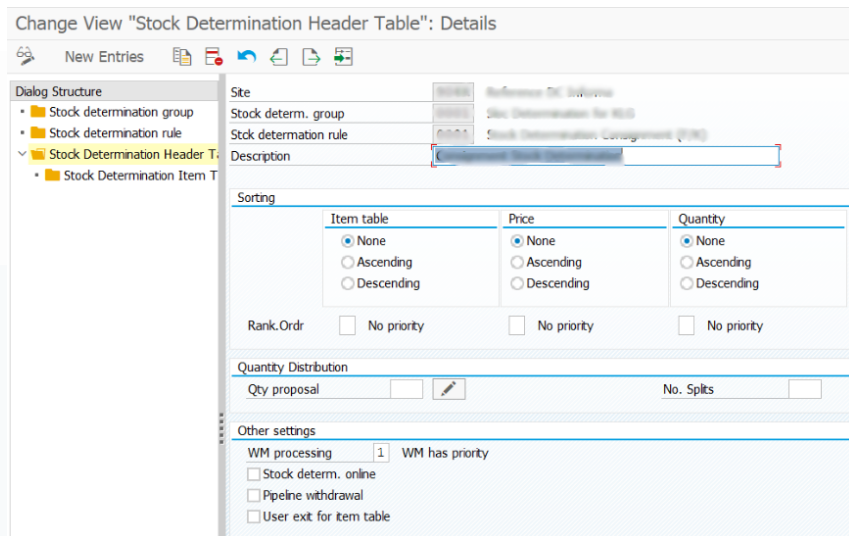 Change View "Stock Determination Header Table": Details
New Entries
Dialog Structure
Stock determination group
Stock determination rule
Stock Determination Header Ta
Stock Determination Item T
Site
Stock determ. group
Stck determation rule
Description
Sorting
Item table Price Quantity
None None None
Ascending Ascending Ascending
Descending Descending Descending
Rank.Ordr No priority No priority No priority
Quantity Distribution
Qty proposal No. Splits
Other settings
WM processing 1 WM has priority
Stock determ. online
Pipeline withdrawal
User exit for item table